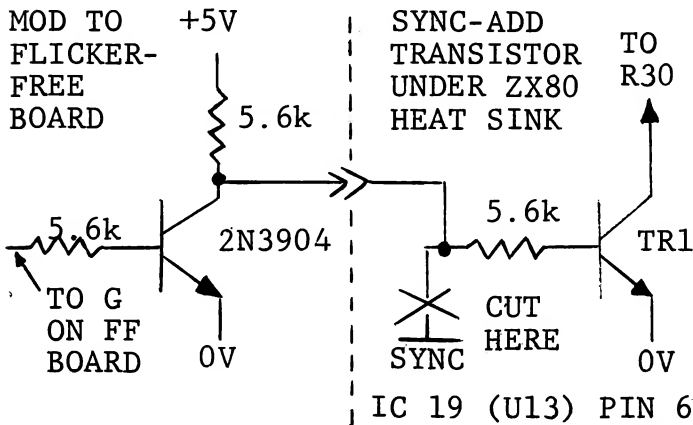 MOD TO
FLICKER-
FREE
BOARD
+5V
5.6k
5.6k
2N3904
TO G
ON FF
BOARD
0V
SYNC-ADD
TRANSISTOR
UNDER ZX80
HEAT SINK
TO
R30
5.6k
TR1
CUT
HERE
SYNC
0V
IC 19 (U13) PIN 6